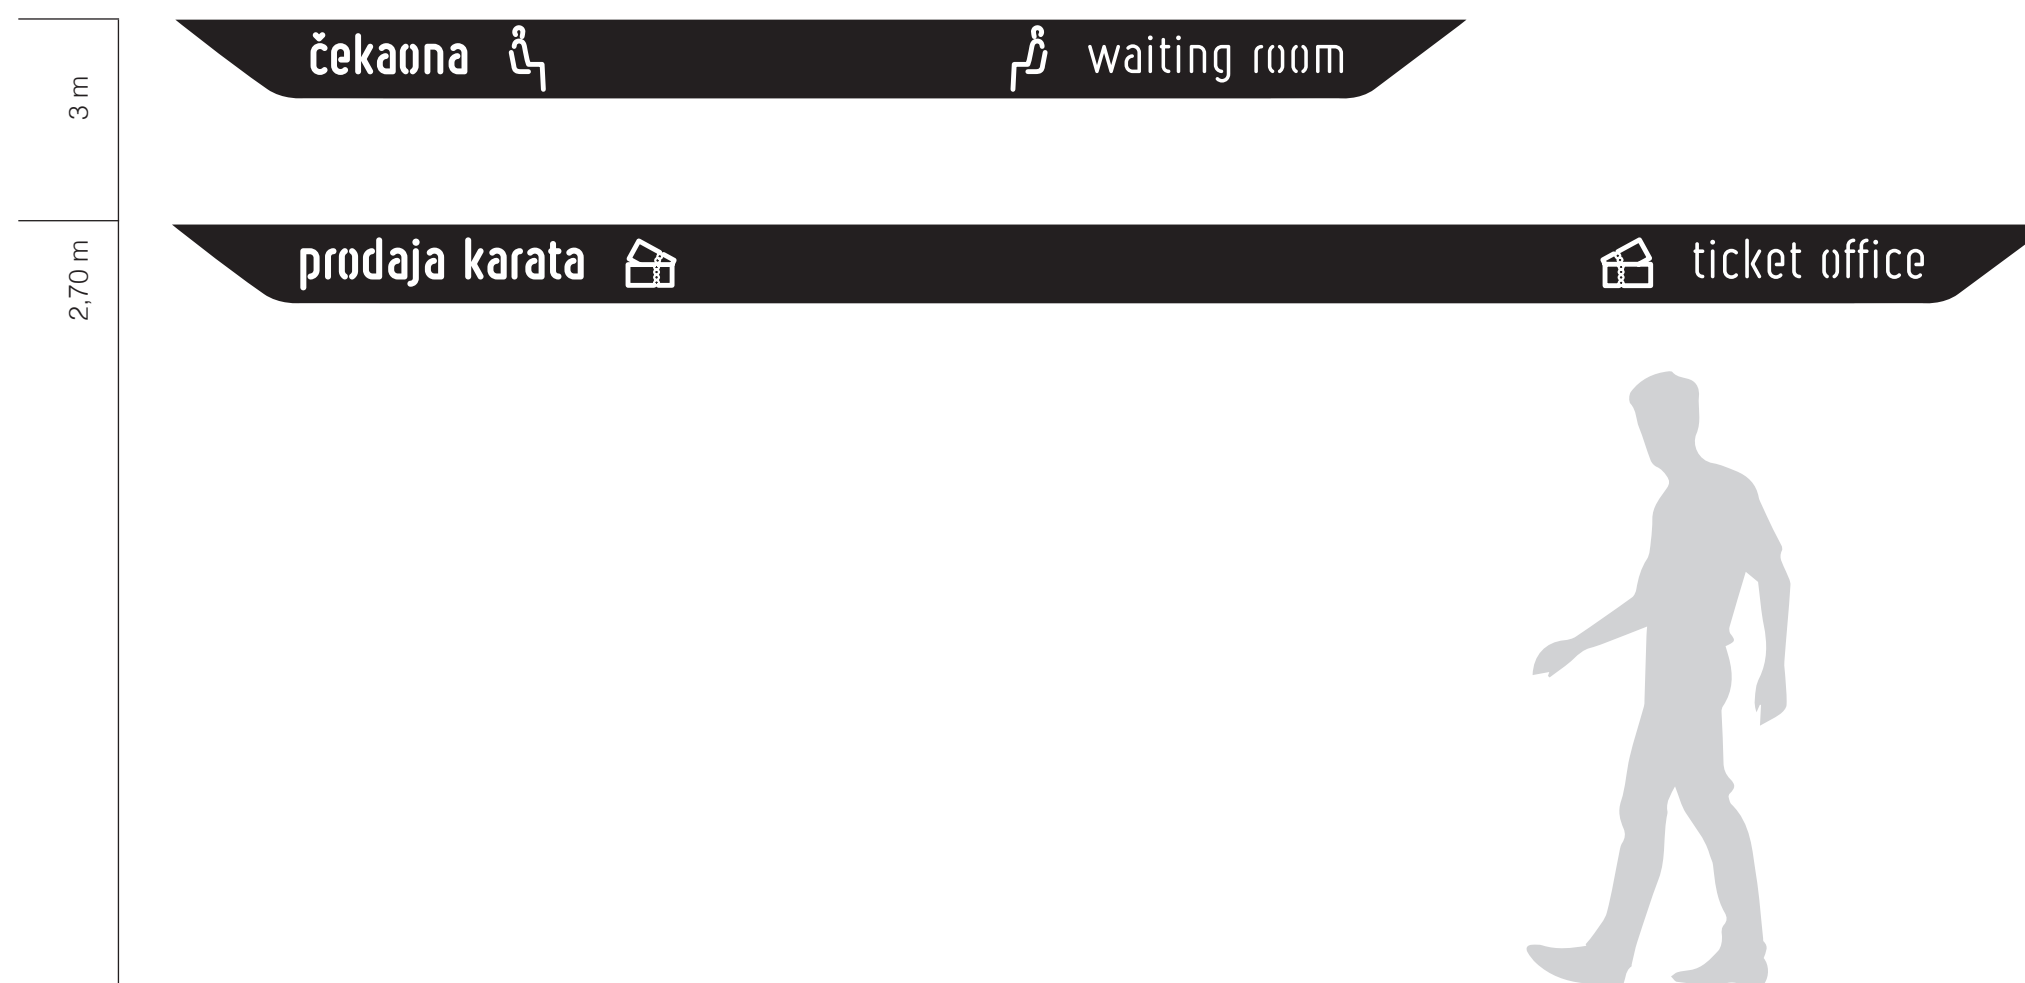 čekaona waiting room
3 m
prodaja karata ticket office
2,70 m